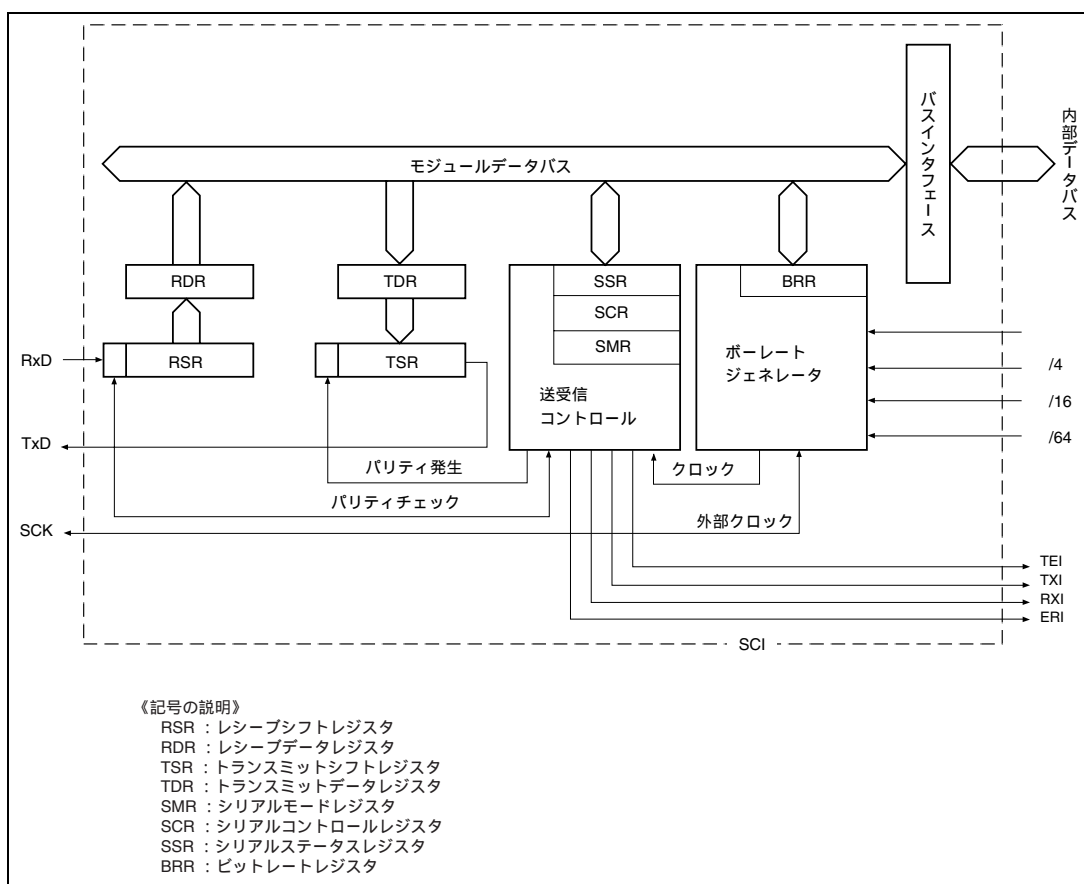 バスインタフェース
内部データバス
モジュールデータバス
RDR
TDR
SSR
BRR
SCR
RxD
RSR
TSR
SMR
ボーレート
ジェネレータ
/4
/16
/64
送受信
コントロール
TxD
パリティ発生
クロック
パリティチェック
SCK
外部クロック
TEI
TXI
RXI
ERI
SCI
《記号の説明》
RSR :レシーブシフトレジスタ
RDR :レシーブデータレジスタ
TSR :トランスミットシフトレジスタ
TDR :トランスミットデータレジスタ
SMR :シリアルモードレジスタ
SCR :シリアルコントロールレジスタ
SSR :シリアルステータスレジスタ
BRR :ビットレートレジスタ